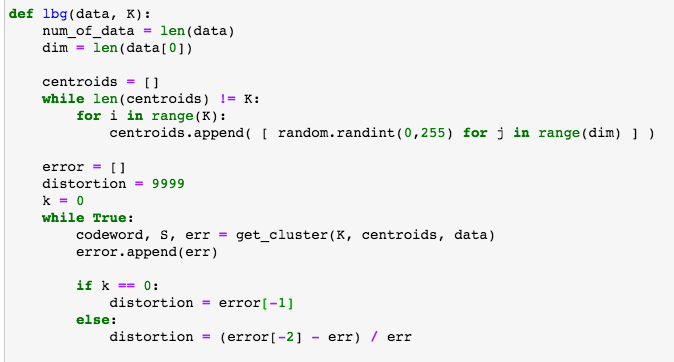 def lbg(data, K):
    num_of_data = len(data)
    dim = len(data[0])

    centroids = []
    while len(centroids) != K:
        for i in range(K):
            centroids.append( [ random.randint(0,255) for j in range(dim) ] )

    error = []
    distortion = 9999
    k = 0
    while True:
        codeword, S, err = get_cluster(K, centroids, data)
        error.append(err)

        if k == 0:
            distortion = error[-1]
        else:
            distortion = (error[-2] - err) / err